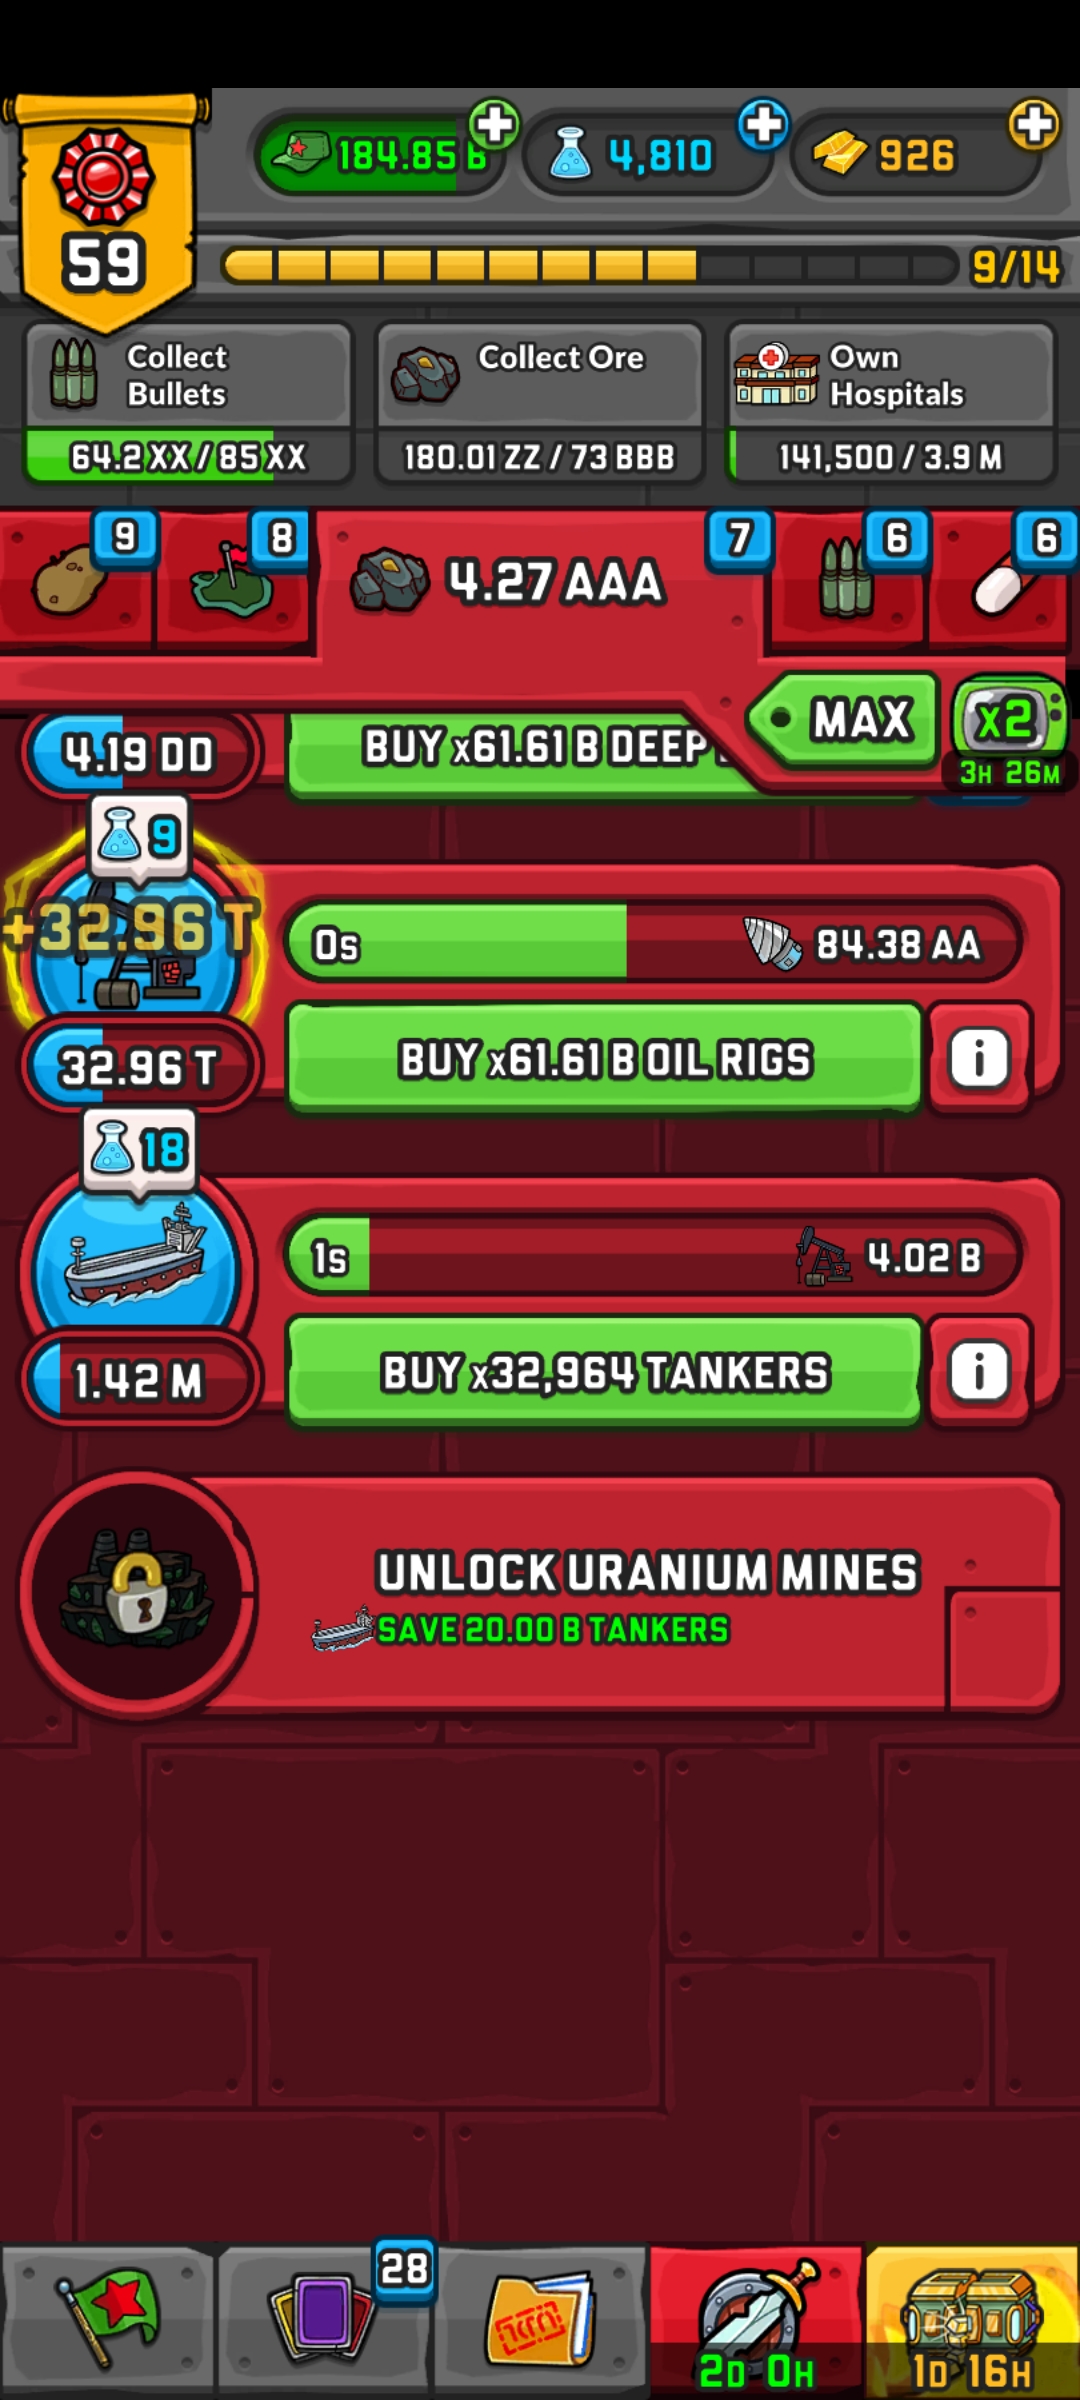 184.85 B
4,810
926
59
9/14
Collect
Bullets
64.2 XX / 85 XX
Collect Ore
180.01 ZZ / 73 BBB
Own
Hospitals
141,500 / 3.9 M
9
8
4.27 AAA
7
6
6
MAX
x2
3H 26M
4.19 DD
BUY x61.61 B DEEP
9
+32.96 T
0s
84.38 AA
32.96 T
BUY x61.61 B OIL RIGS
i
18
1s
4.02 B
1.42 M
BUY x32,964 TANKERS
i
UNLOCK URANIUM MINES
SAVE 20.00 B TANKERS
28
2D 0H
1D 16H